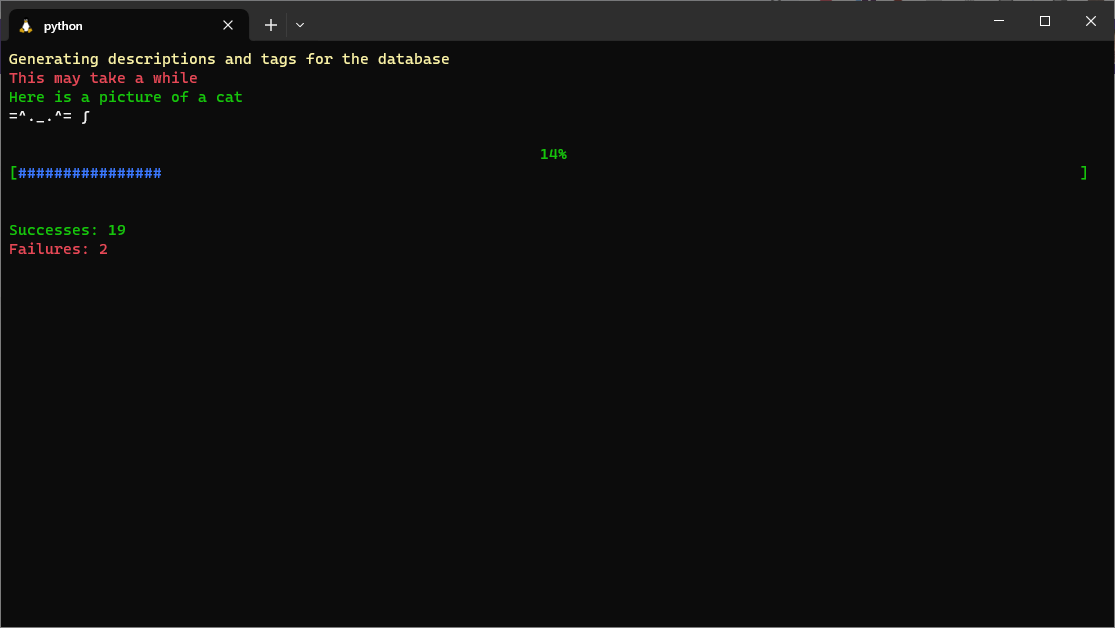 python
Generating descriptions and tags for the database
This may take a while
Here is a picture of a cat
=^._.^= ∫
14%
[################ ]
Successes: 19
Failures: 2